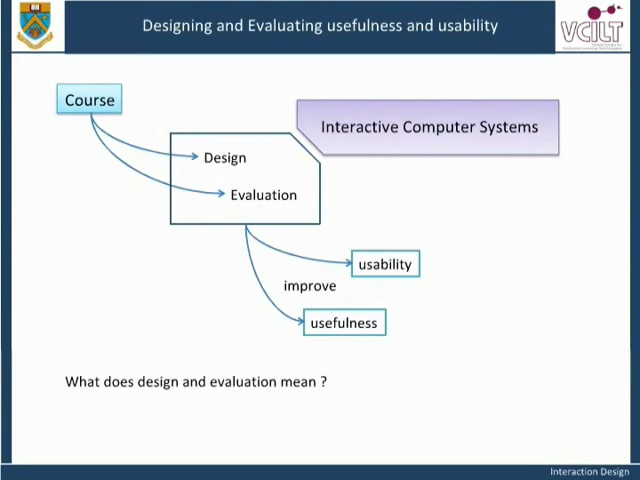 Designing and Evaluating usefulness and usability
VCILT
Course
Interactive Computer Systems
Design
Evaluation
usability
improve
usefulness
What does design and evaluation mean ?
Interaction Design